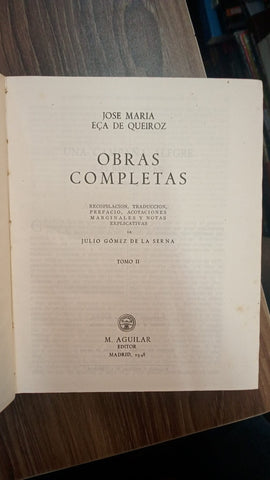 JOSE MARIA
EÇA DE QUEIROZ
OBRAS
COMPLETAS
RECOPILACION, TRADUCCION,
PREFACIO, ACOTACIONES
MARGINALES Y NOTAS
EXPLICATIVAS
DE
JULIO GÓMEZ DE LA SERNA
TOMO II
M. AGUILAR
EDITOR
MADRID, 1948